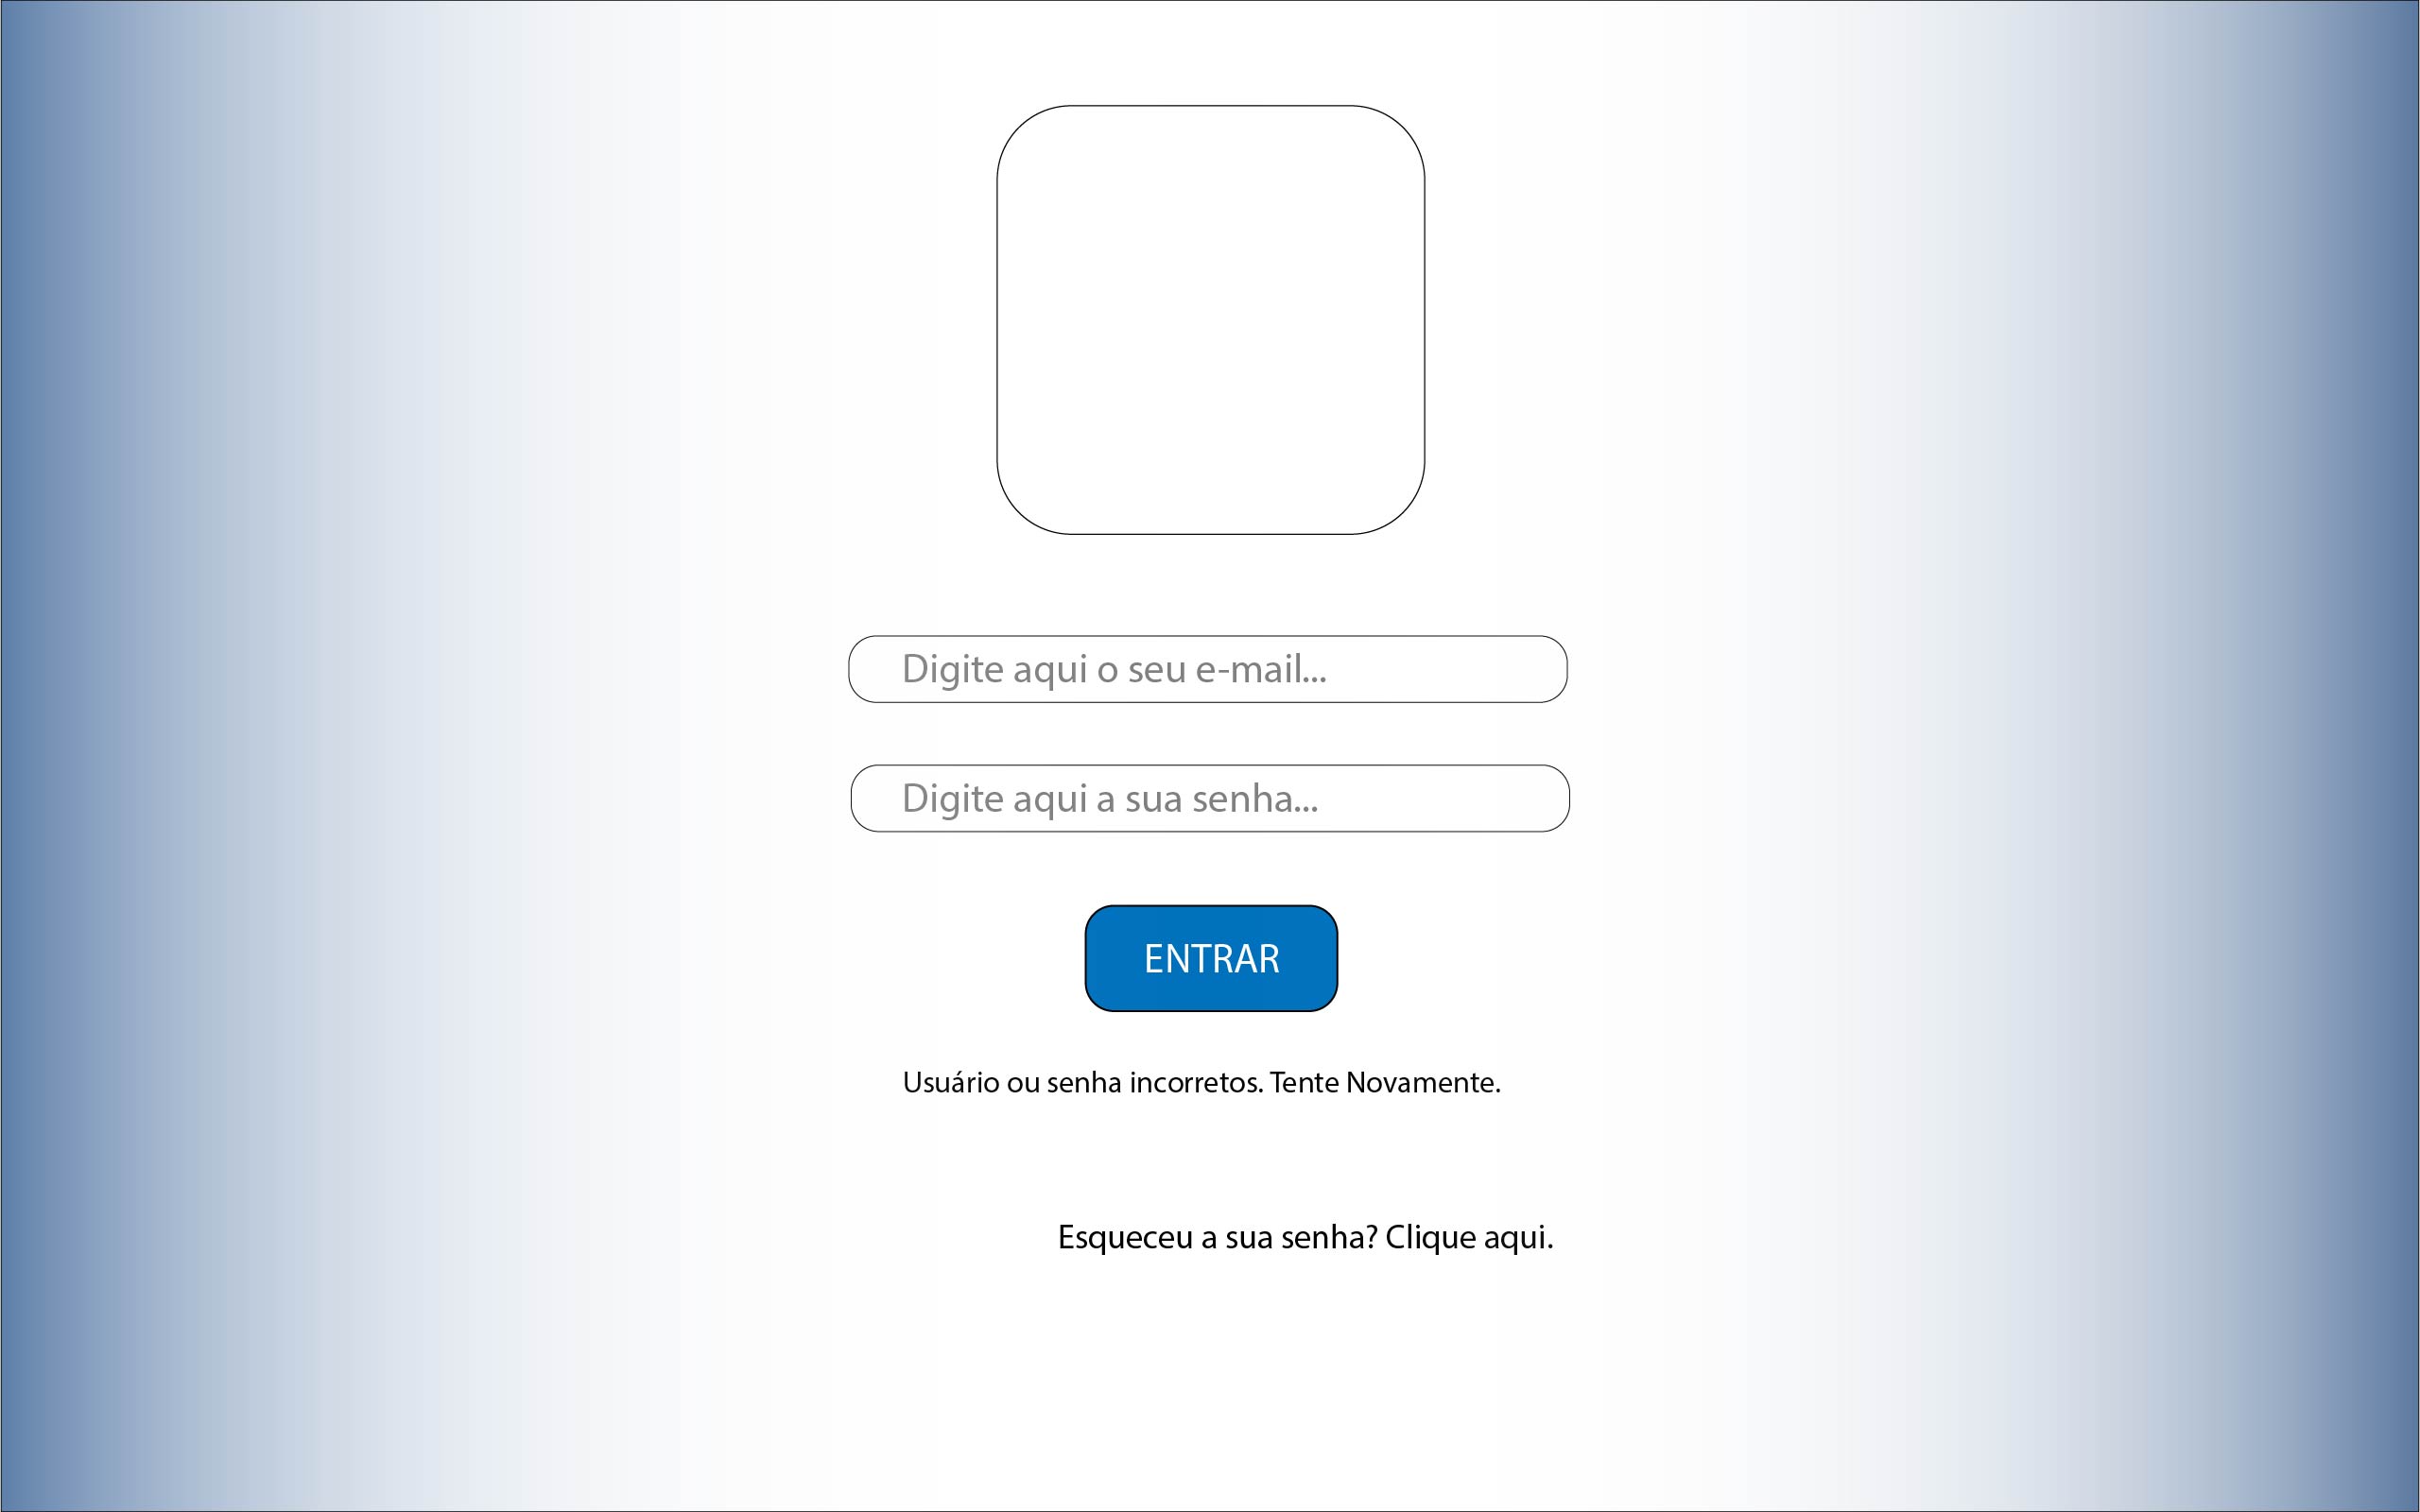 Digite aqui o seu e-mail...
Digite aqui a sua senha...
ENTRAR
Usuário ou senha incorretos. Tente Novamente.
Esqueceu a sua senha? Clique aqui.